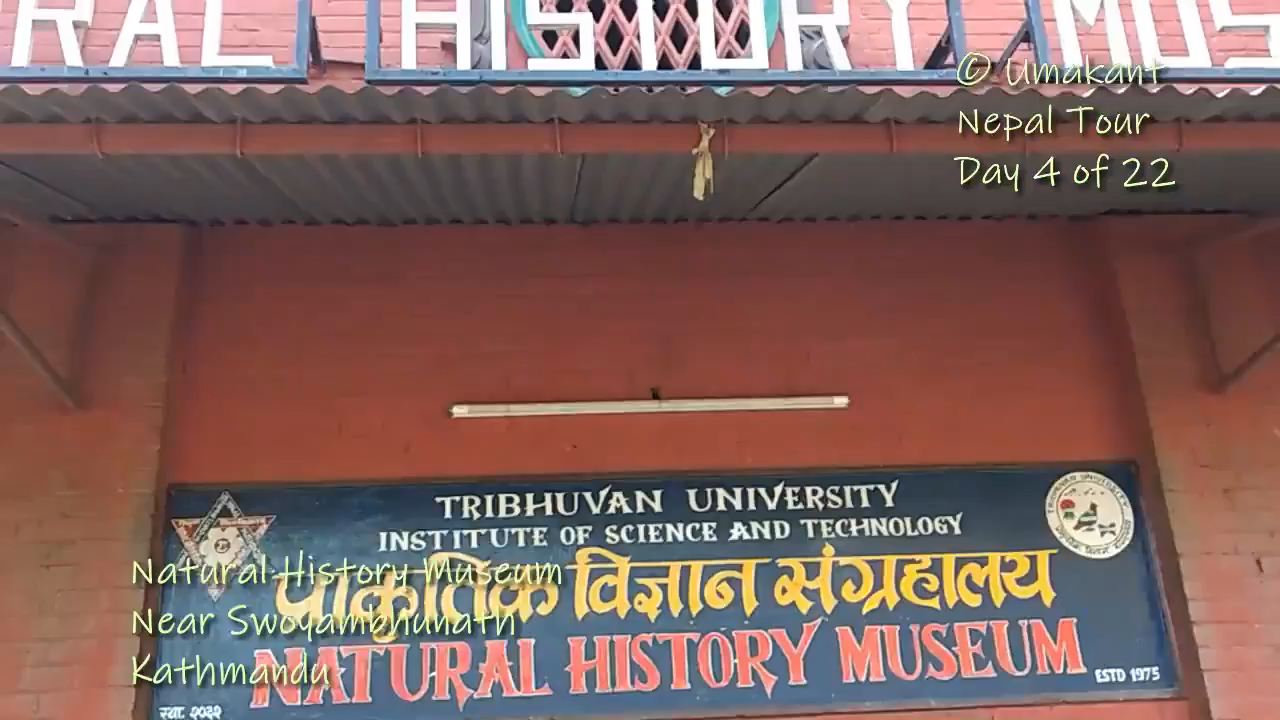 RAL HISTORY MUS
© Umakant
Nepal Tour
Day 4 of 22
TRIBHUVAN UNIVERSITY
INSTITUTE OF SCIENCE AND TECHNOLOGY
प्राकृतिक विज्ञान संग्रहालय
NATURAL HISTORY MUSEUM
ESTD 1975
स्था. २०३२
Natural History Museum
Near Swoyambhunath
Kathmandu